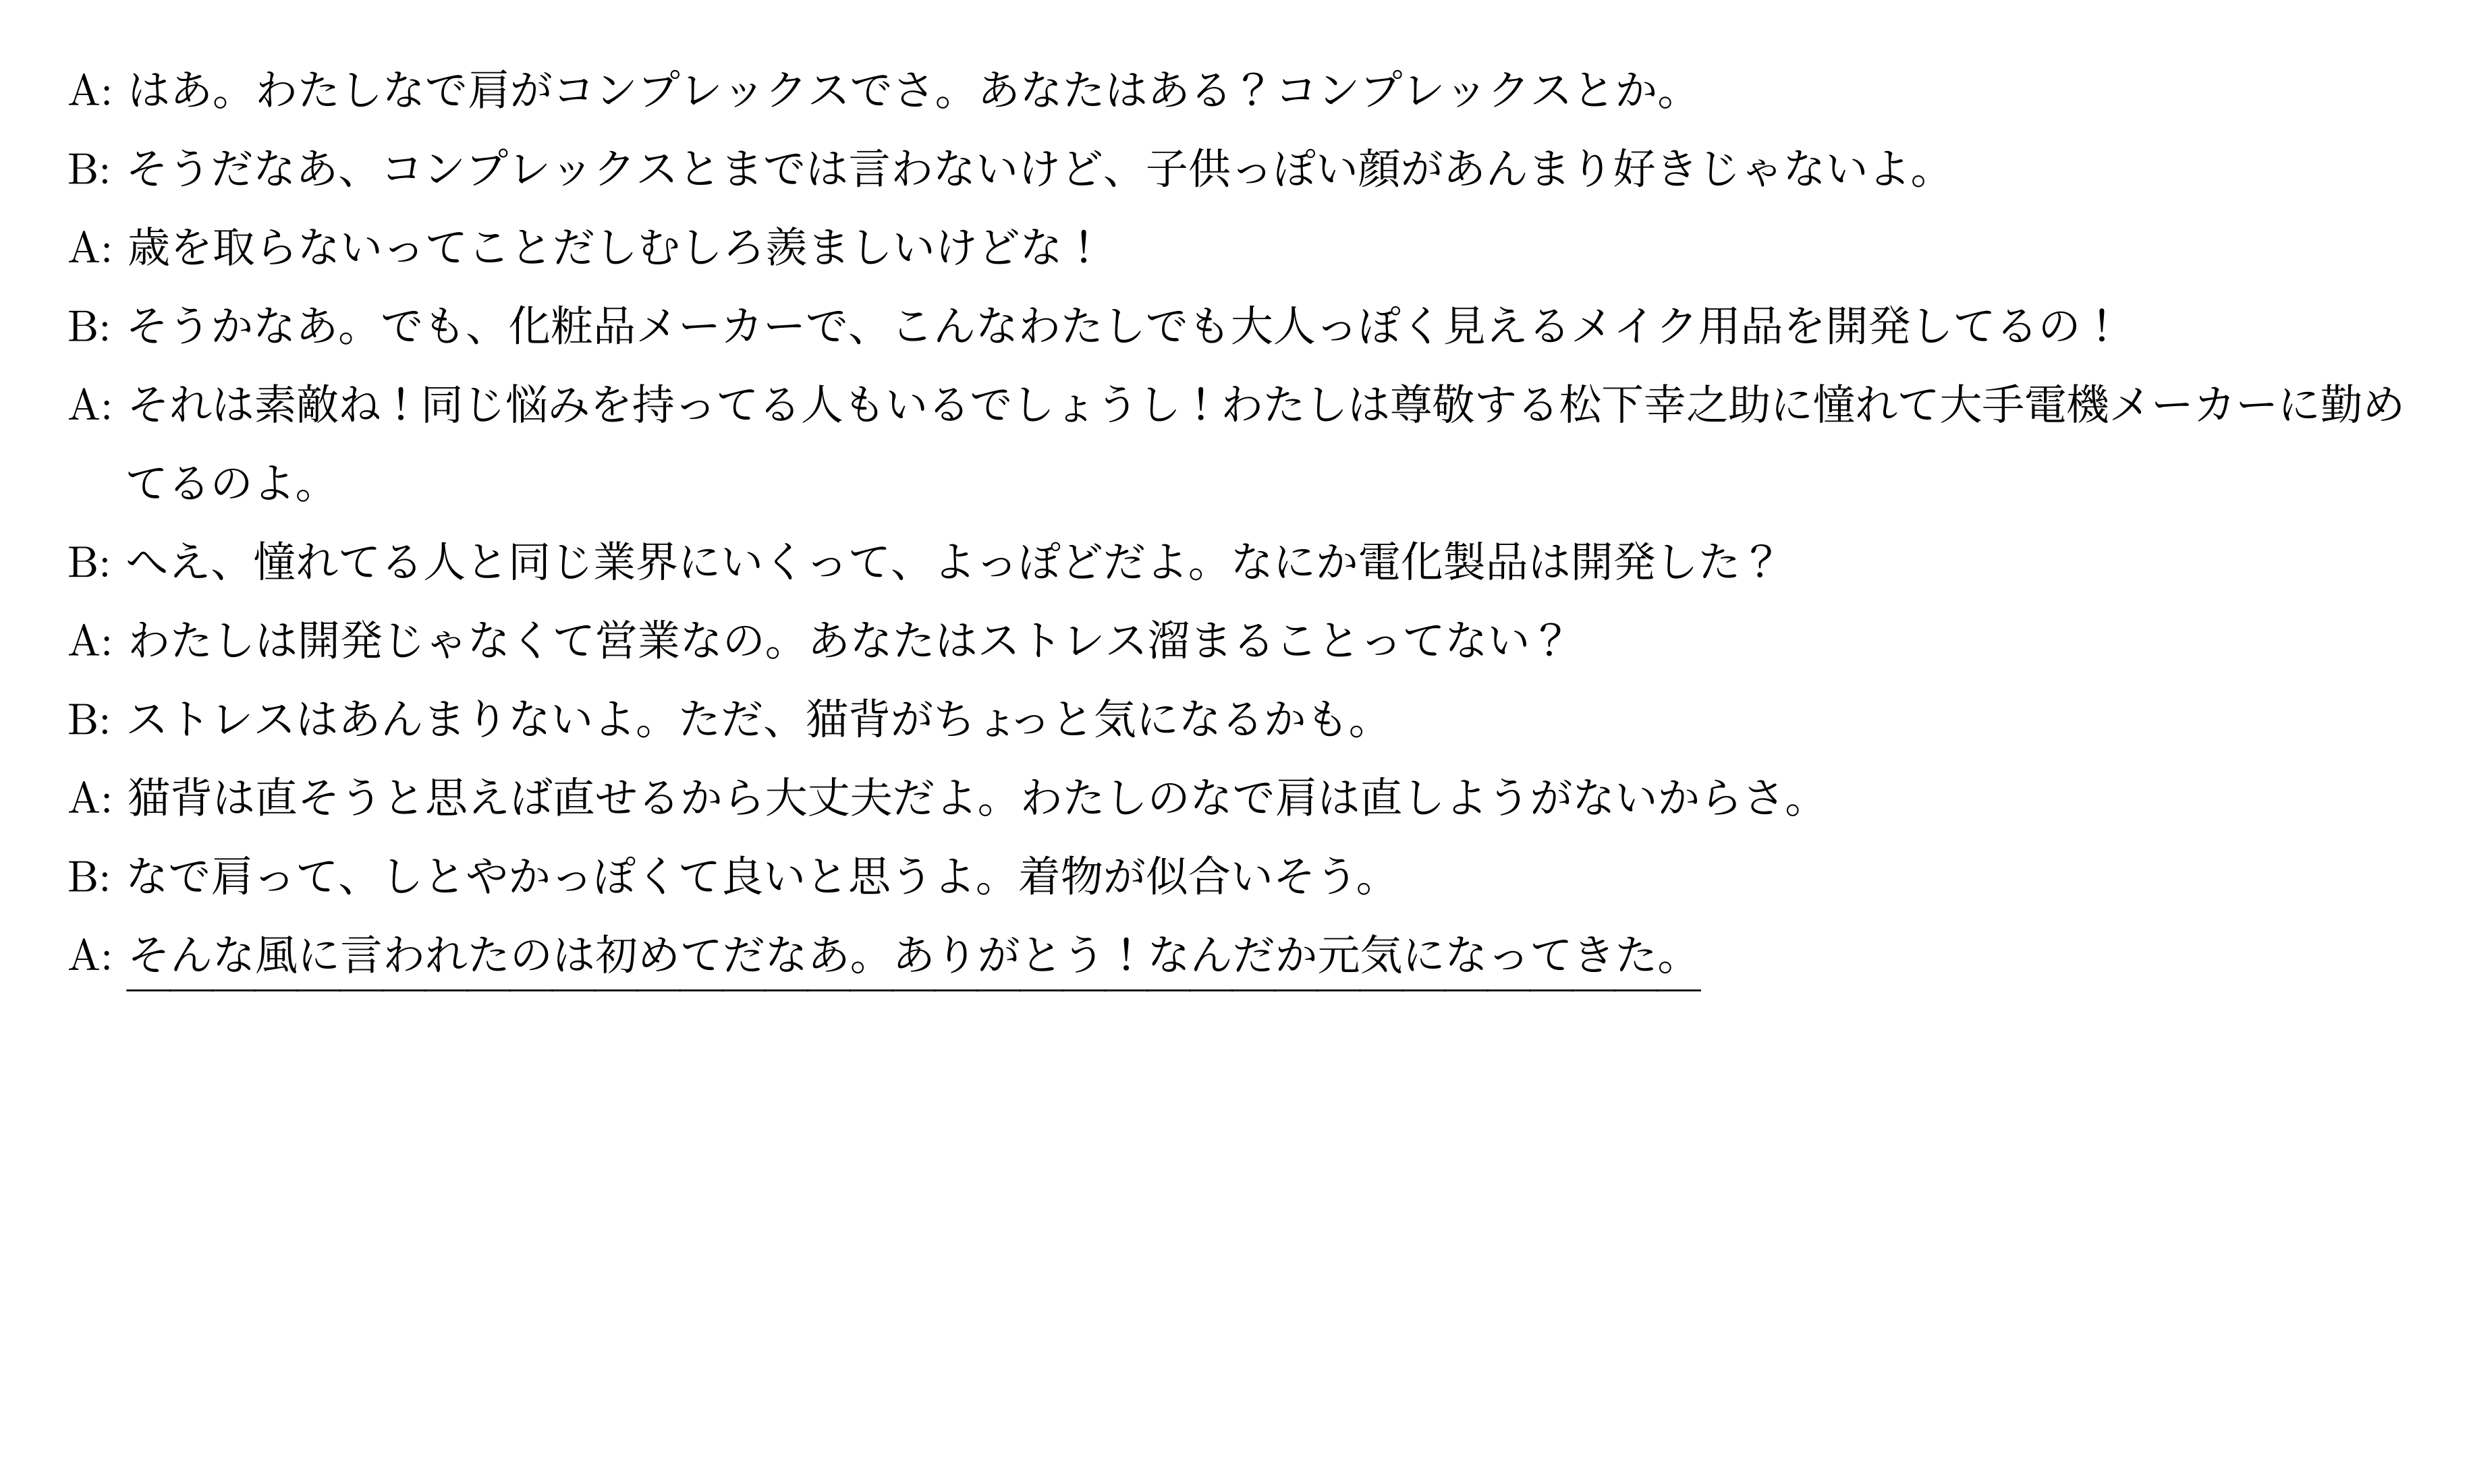 A: はあ。わたしなで肩がコンプレックスでさ。あなたはある？コンプレックスとか。
B: そうだなあ、コンプレックスとまでは言わないけど、子供っぽい顔があんまり好きじゃないよ。
A: 歳を取らないってことだしむしろ羨ましいけどな！
B: そうかなあ。でも、化粧品メーカーで、こんなわたしでも大人っぽく見えるメイク用品を開発してるの！
A: それは素敵ね！同じ悩みを持ってる人もいるでしょうし！わたしは尊敬する松下幸之助に憧れて大手電機メーカーに勤め
てるのよ。
B: へえ、憧れてる人と同じ業界にいくって、よっぽどだよ。なにか電化製品は開発した？
A: わたしは開発じゃなくて営業なの。あなたはストレス溜まることってない？
B: ストレスはあんまりないよ。ただ、猫背がちょっと気になるかも。
A: 猫背は直そうと思えば直せるから大丈夫だよ。わたしのなで肩は直しようがないからさ。
B: なで肩って、しとやかっぽくて良いと思うよ。着物が似合いそう。
A: そんな風に言われたのは初めてだなあ。ありがとう！なんだか元気になってきた。